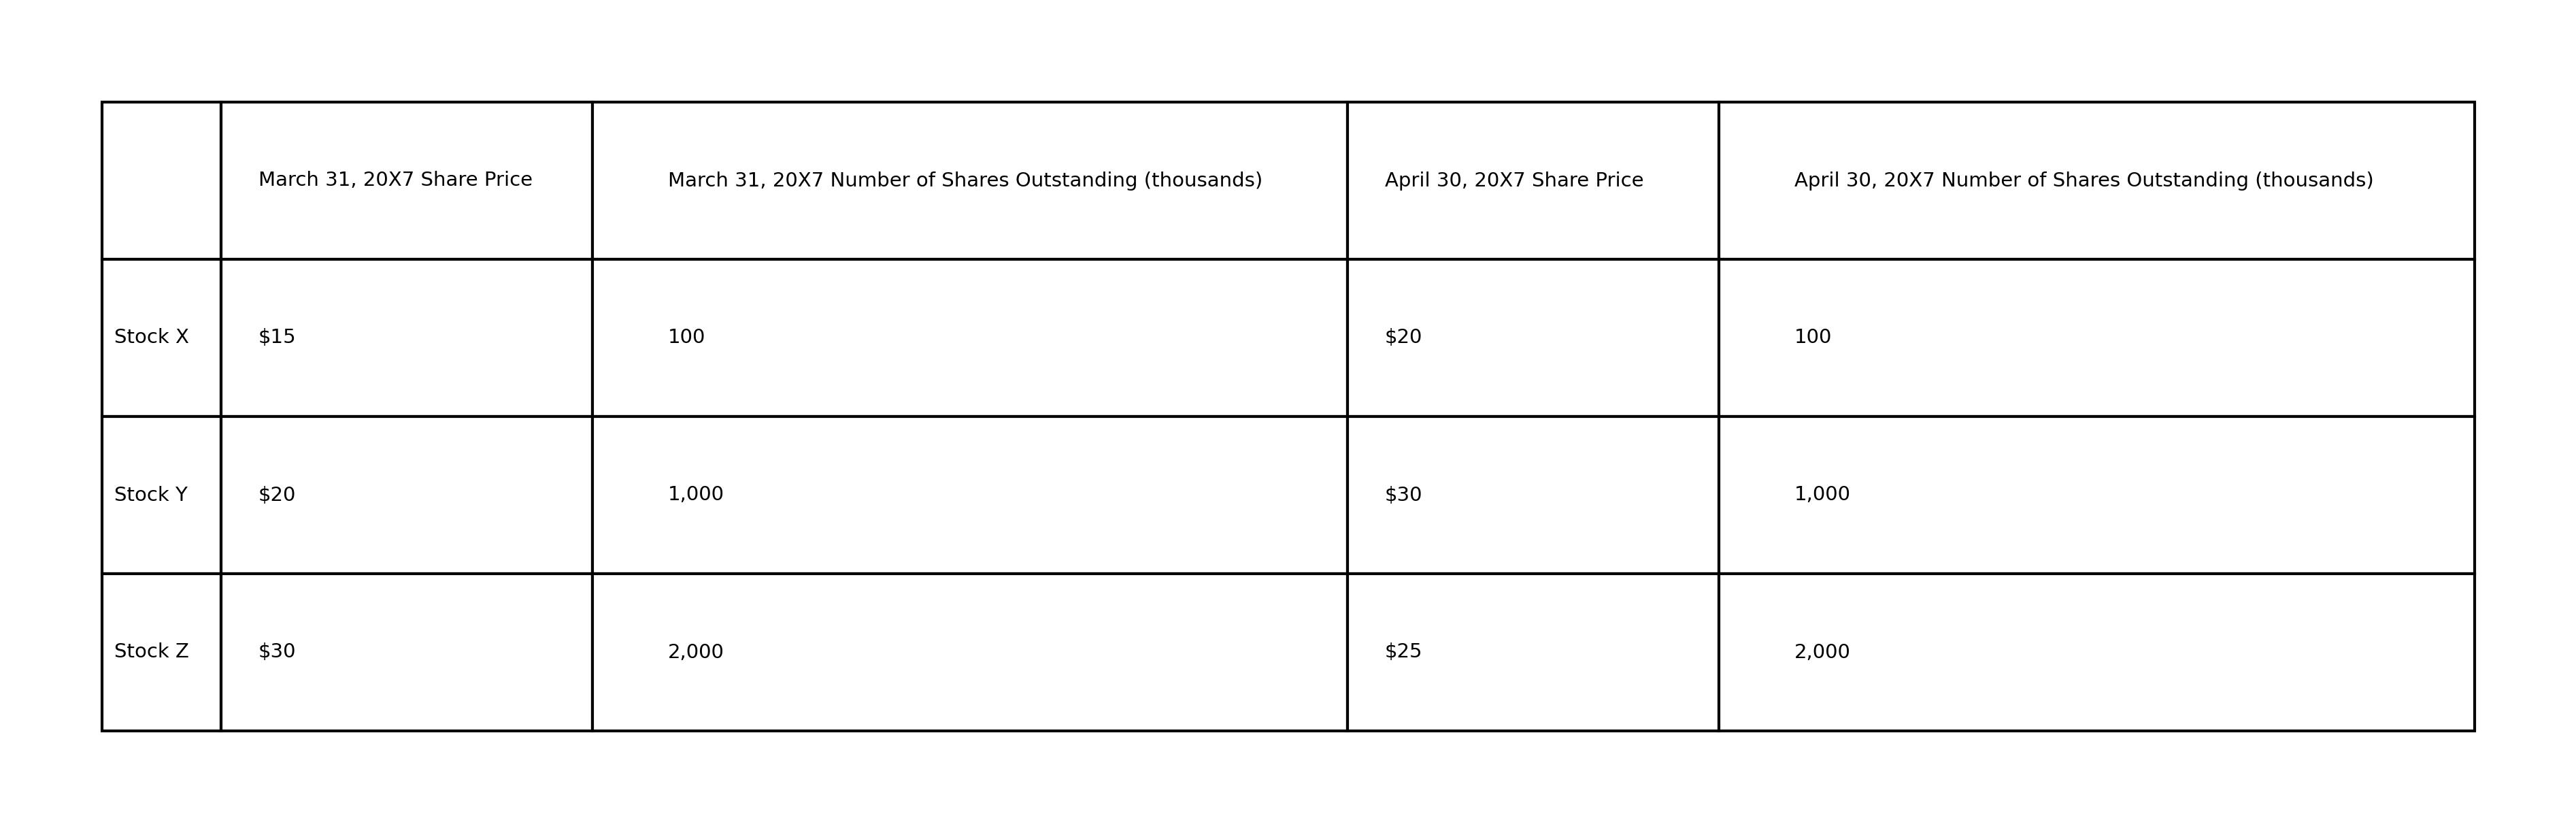 March 31, 20X7 Share Price March 31, 20X7 Number of Shares Outstanding (thousands) April 30, 20X7 Share Price April 30, 20X7 Number of Shares Outstanding (thousands)
Stock X $15 100 $20 100
Stock Y $20 1,000 $30 1,000
Stock Z $30 2,000 $25 2,000